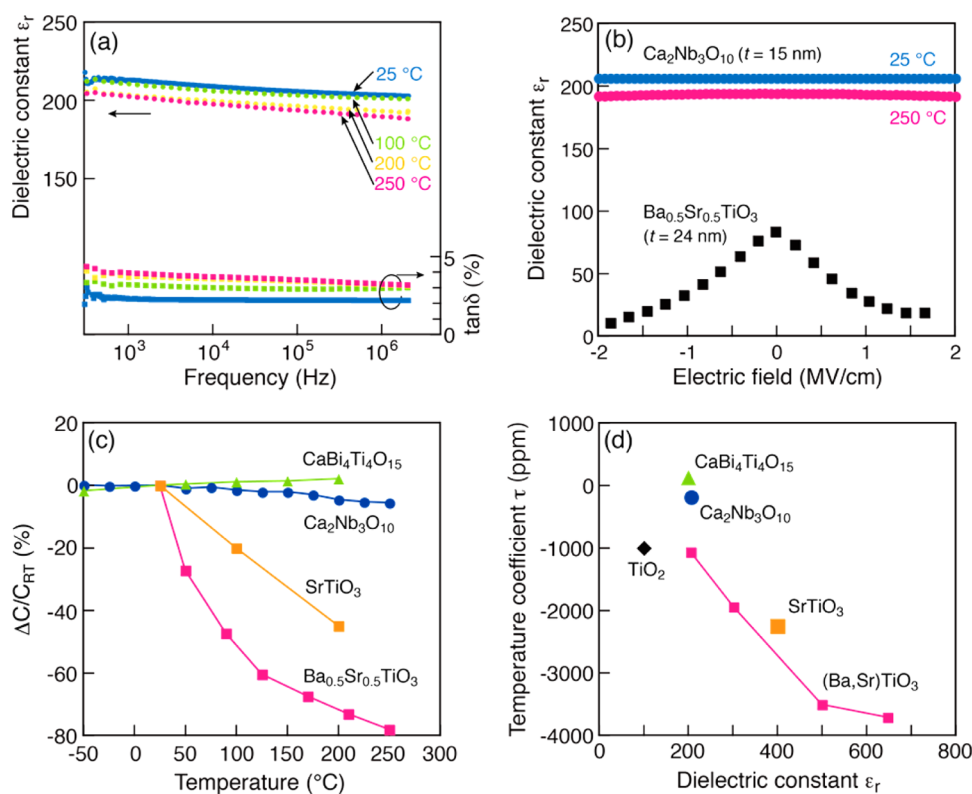 (a)
Dielectric constant εr
250
200
150
25 °C
100 °C
200 °C
250 °C
5
0
tanδ (%)
10³ 10⁴ 10⁵ 10⁶
Frequency (Hz)
(b)
Dielectric constant εr
250
200
150
100
50
0
Ca₂Nb₃O₁₀ (t = 15 nm)
25 °C
250 °C
Ba₀.₅Sr₀.₅TiO₃
(t = 24 nm)
-2 -1 0 1 2
Electric field (MV/cm)
(c)
ΔC/C_RT (%)
20
0
-20
-40
-60
-80
CaBi₄Ti₄O₁₅
Ca₂Nb₃O₁₀
SrTiO₃
Ba₀.₅Sr₀.₅TiO₃
-50 0 50 100 150 200 250 300
Temperature (°C)
(d)
Temperature coefficient τ (ppm)
1000
0
-1000
-2000
-3000
-4000
CaBi₄Ti₄O₁₅
Ca₂Nb₃O₁₀
TiO₂
SrTiO₃
(Ba,Sr)TiO₃
0 200 400 600 800
Dielectric constant εr